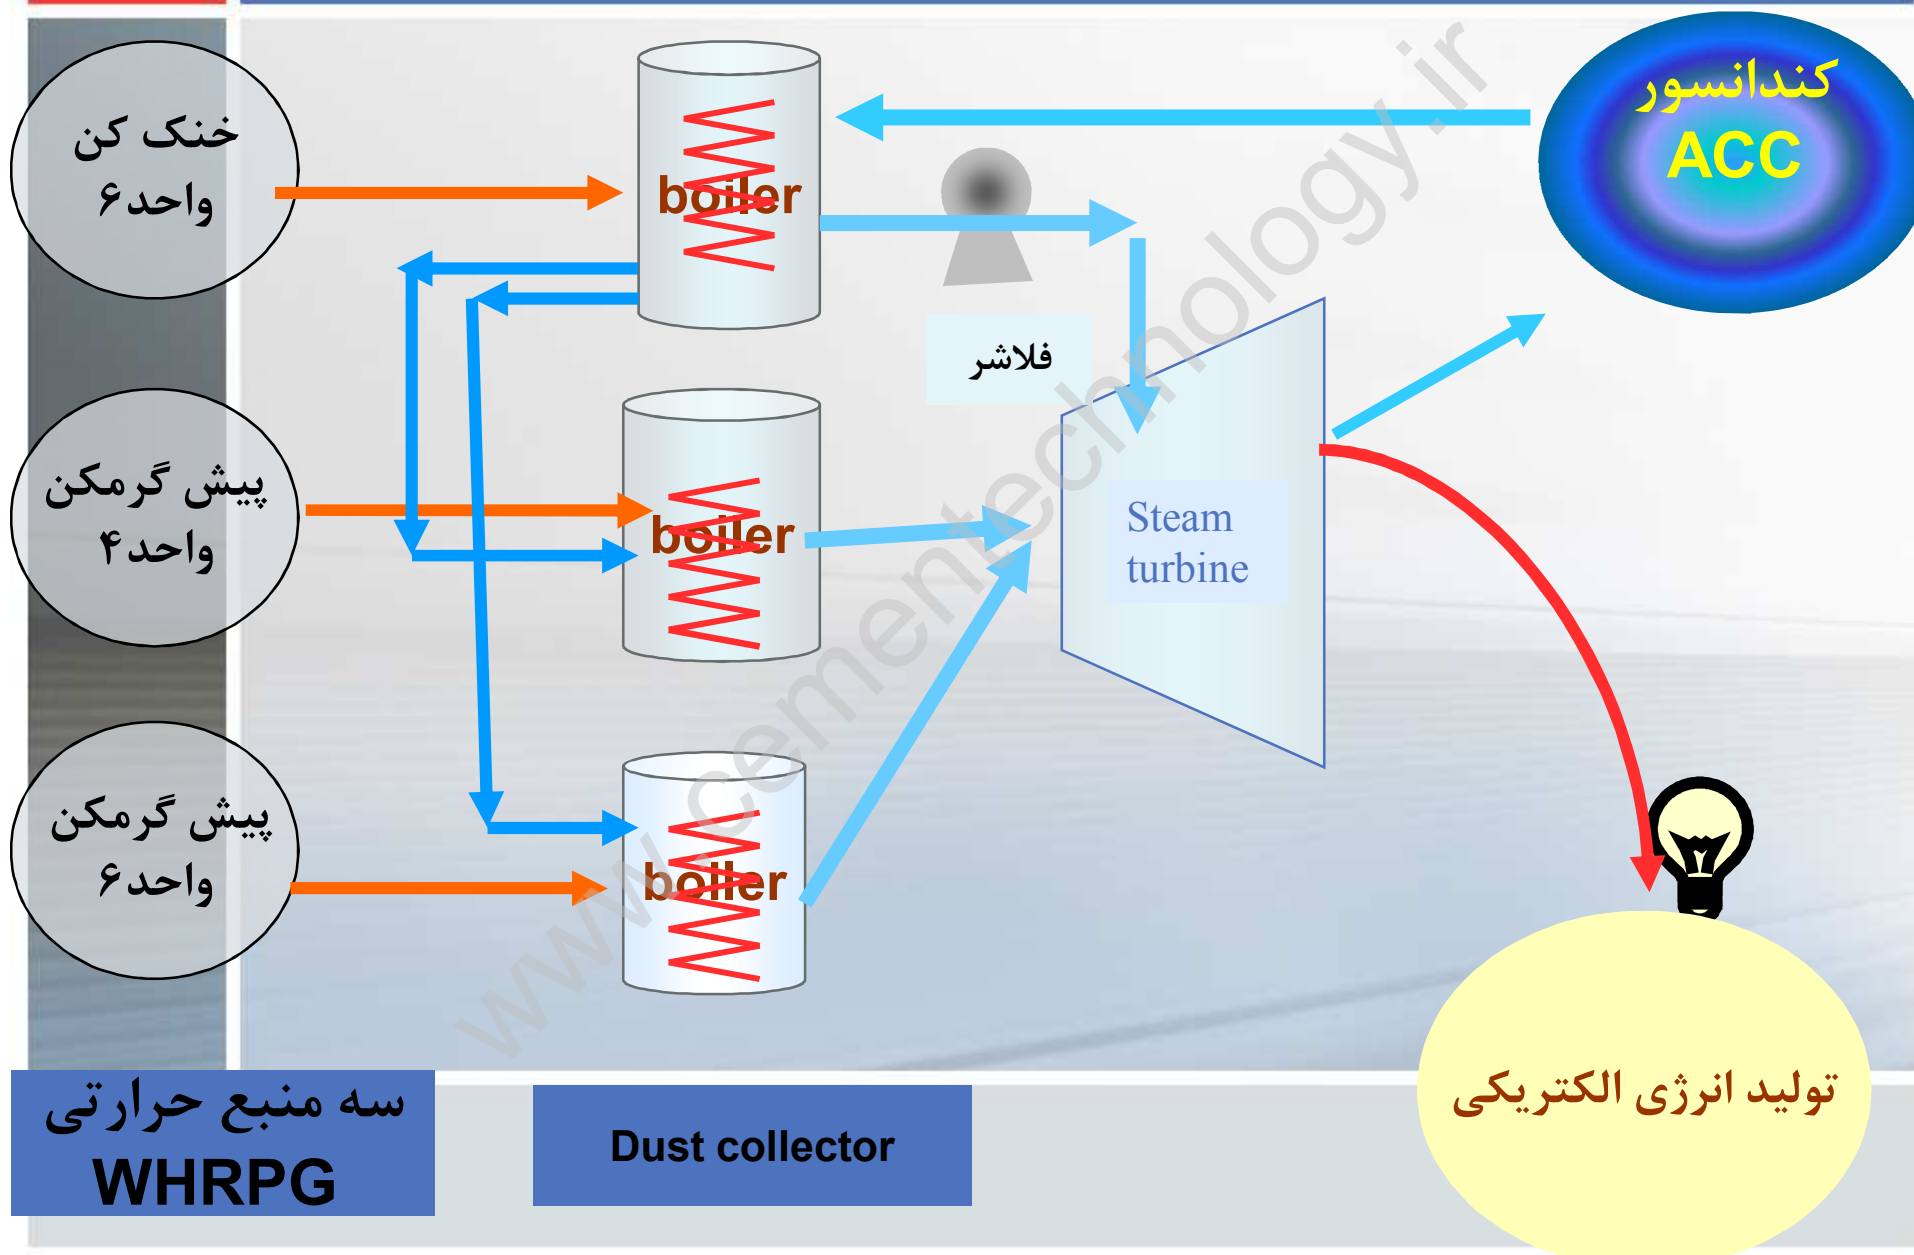 خنک کن
واحد۶
boiler
کندانسور
ACC
فلاشر
پیش گرمکن
واحد۴
boiler
Steam
turbine
پیش گرمکن
واحد۶
boiler
سه منبع حرارتی
WHRPG
Dust collector
تولید انرژی الکتریکی
www.cementechnology.ir